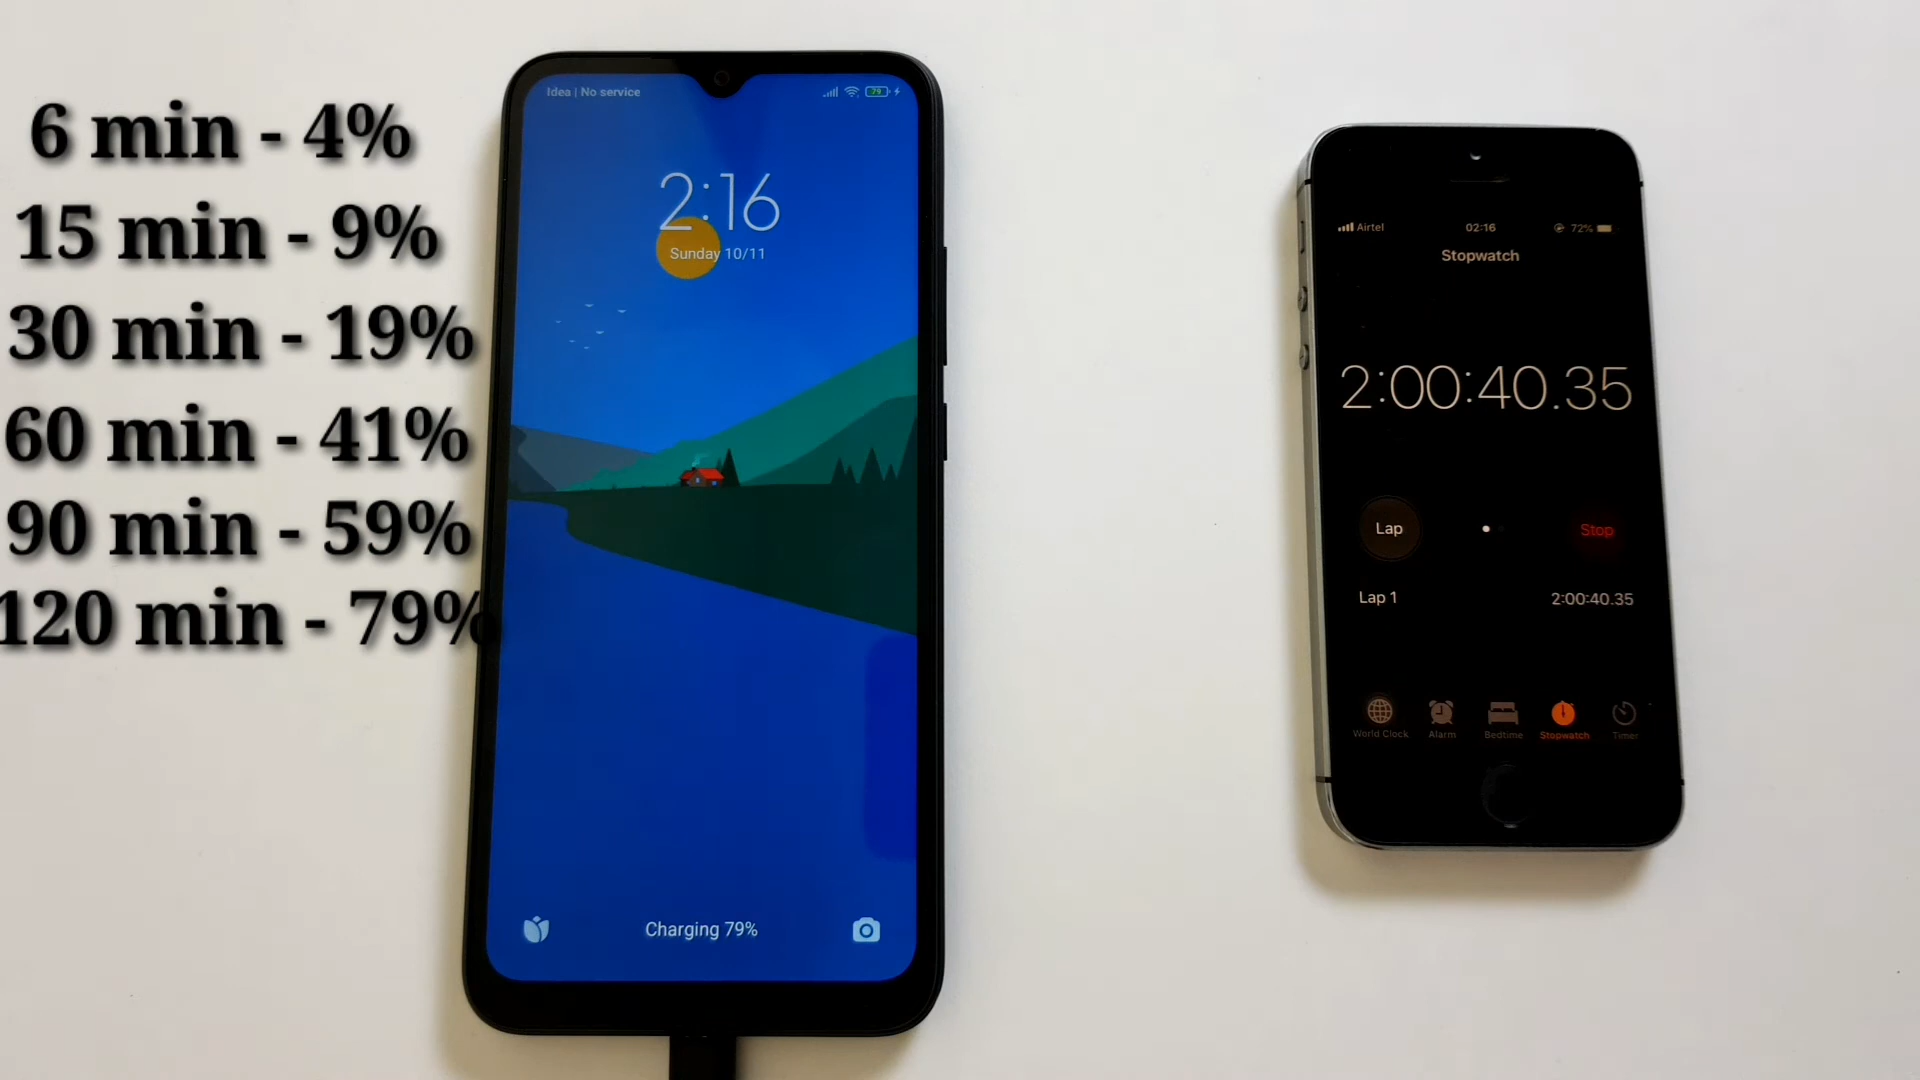 6 min - 4%
15 min - 9%
30 min - 19%
60 min - 41%
90 min - 59%
120 min - 79%
Idea | No service
79
2:16
Sunday 10/11
Charging 79%
Airtel 02:16 72%
Stopwatch
2:00:40.35
Lap Stop
Lap 1 2:00:40.35
World Clock Alarm Bedtime Stopwatch Timer